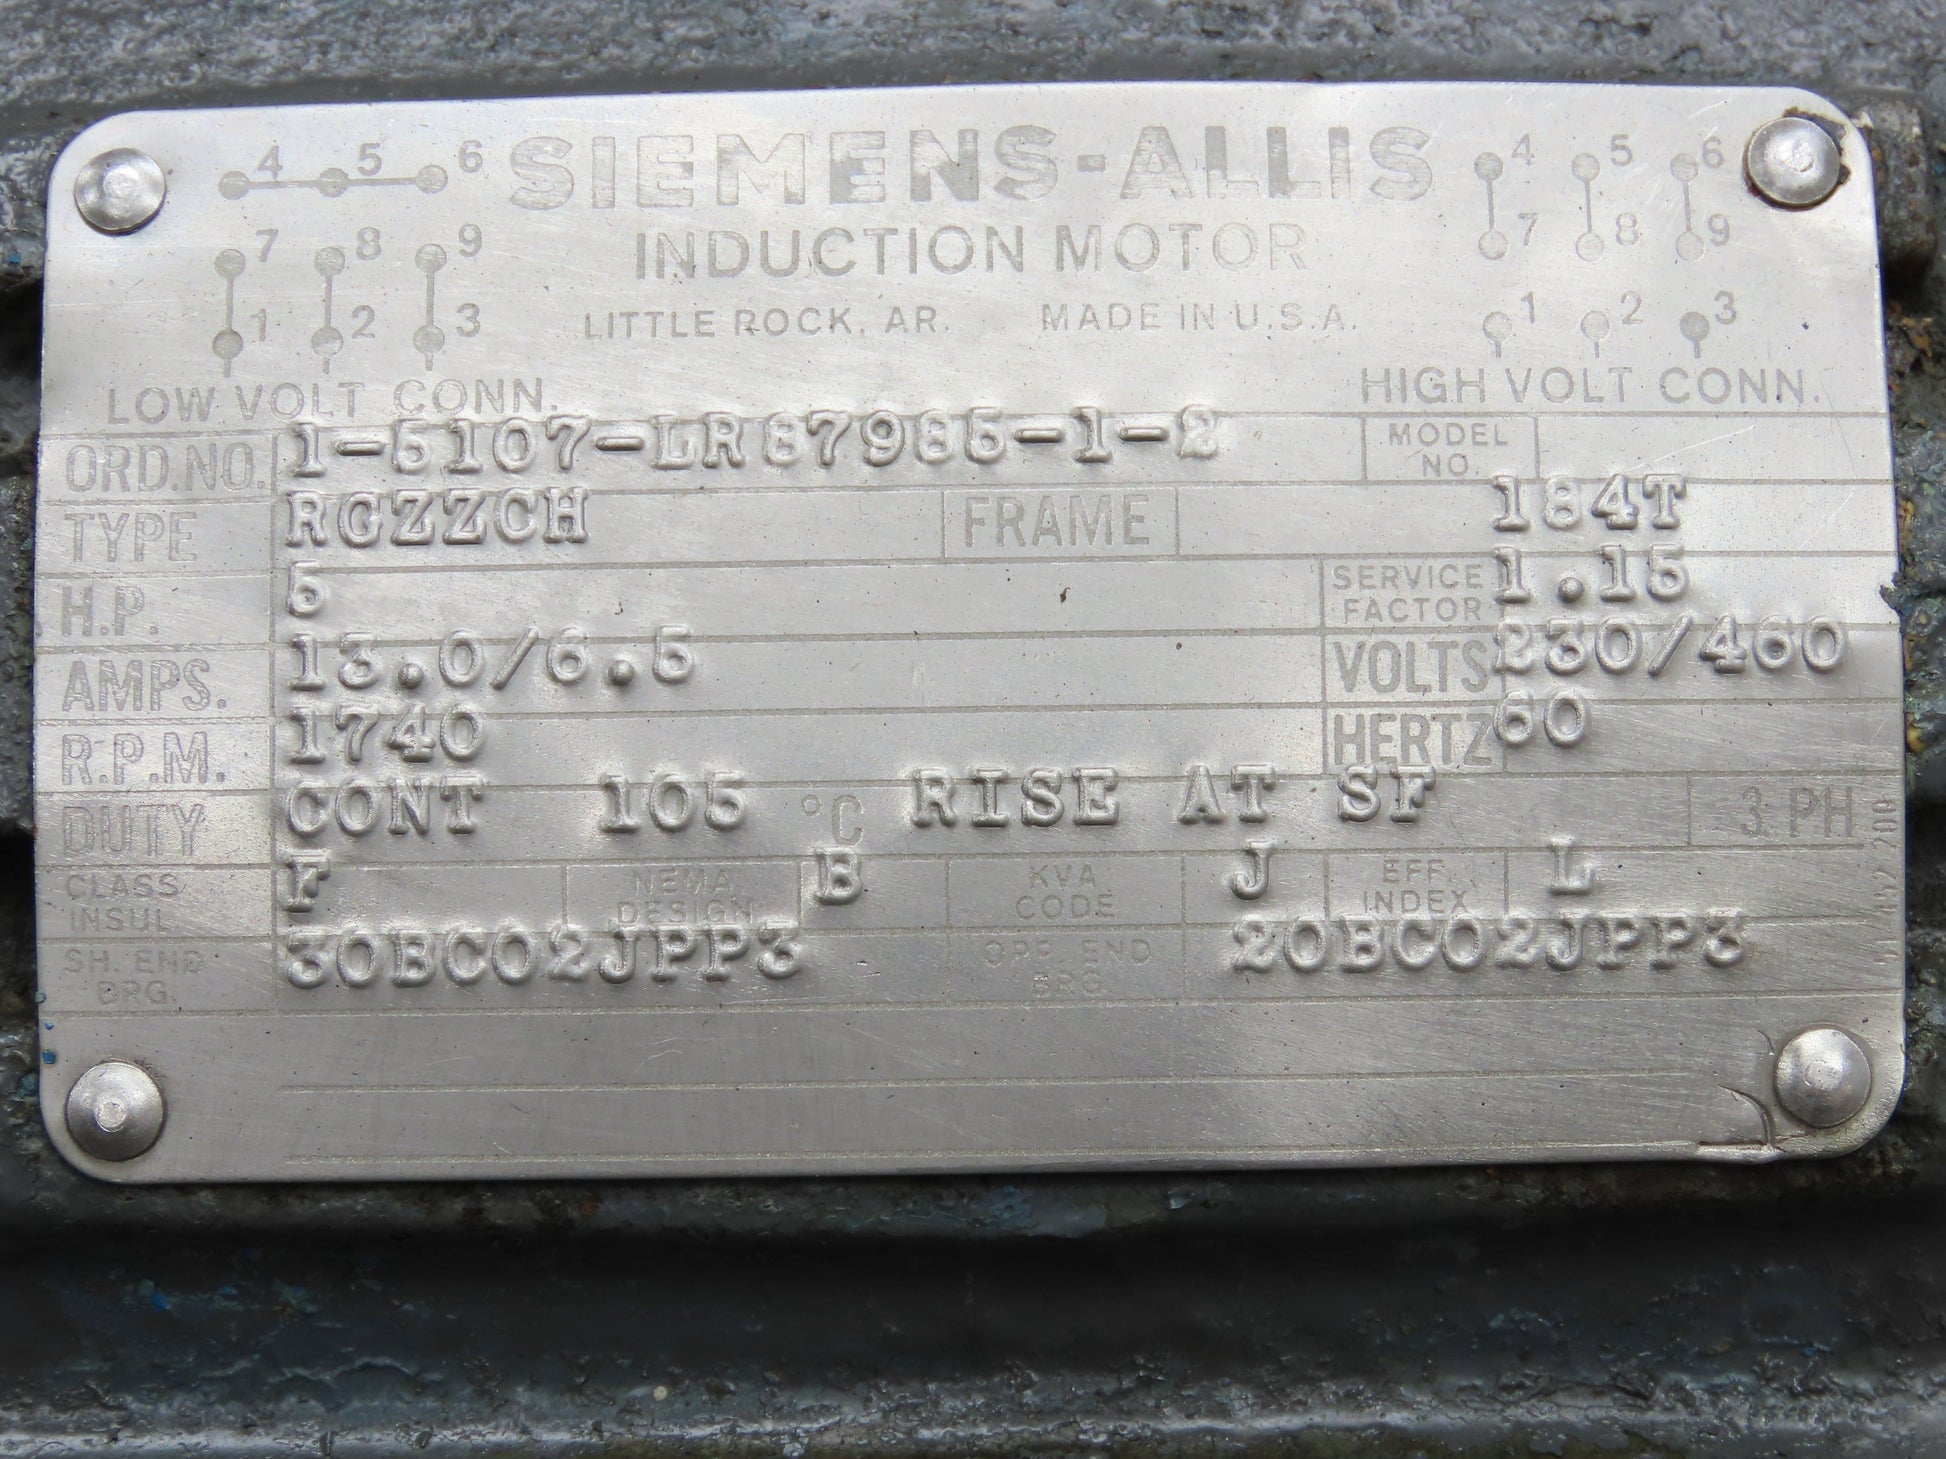 4 5 6 SIEMENS-ALLIS 4 5 6
7 8 9 INDUCTION MOTOR 7 8 9
1 2 3 LITTLE ROCK, AR. MADE IN U.S.A. 1 2 3
LOW VOLT CONN. HIGH VOLT CONN.
ORD.NO. 1-5107-LR87985-1-2 MODEL NO.
TYPE RGZZCH FRAME 184T
H.P. 5 SERVICE FACTOR 1.15
AMPS. 13.0/6.5 VOLTS 230/460
R.P.M. 1740 HERTZ 60
DUTY CONT 105 °C RISE AT SF 3 PH
CLASS INSUL F NEMA DESIGN B KVA CODE J EFF. INDEX L
SH. END BRG. 30BC02JPP3 OPP. END BRG. 20BC02JPP3